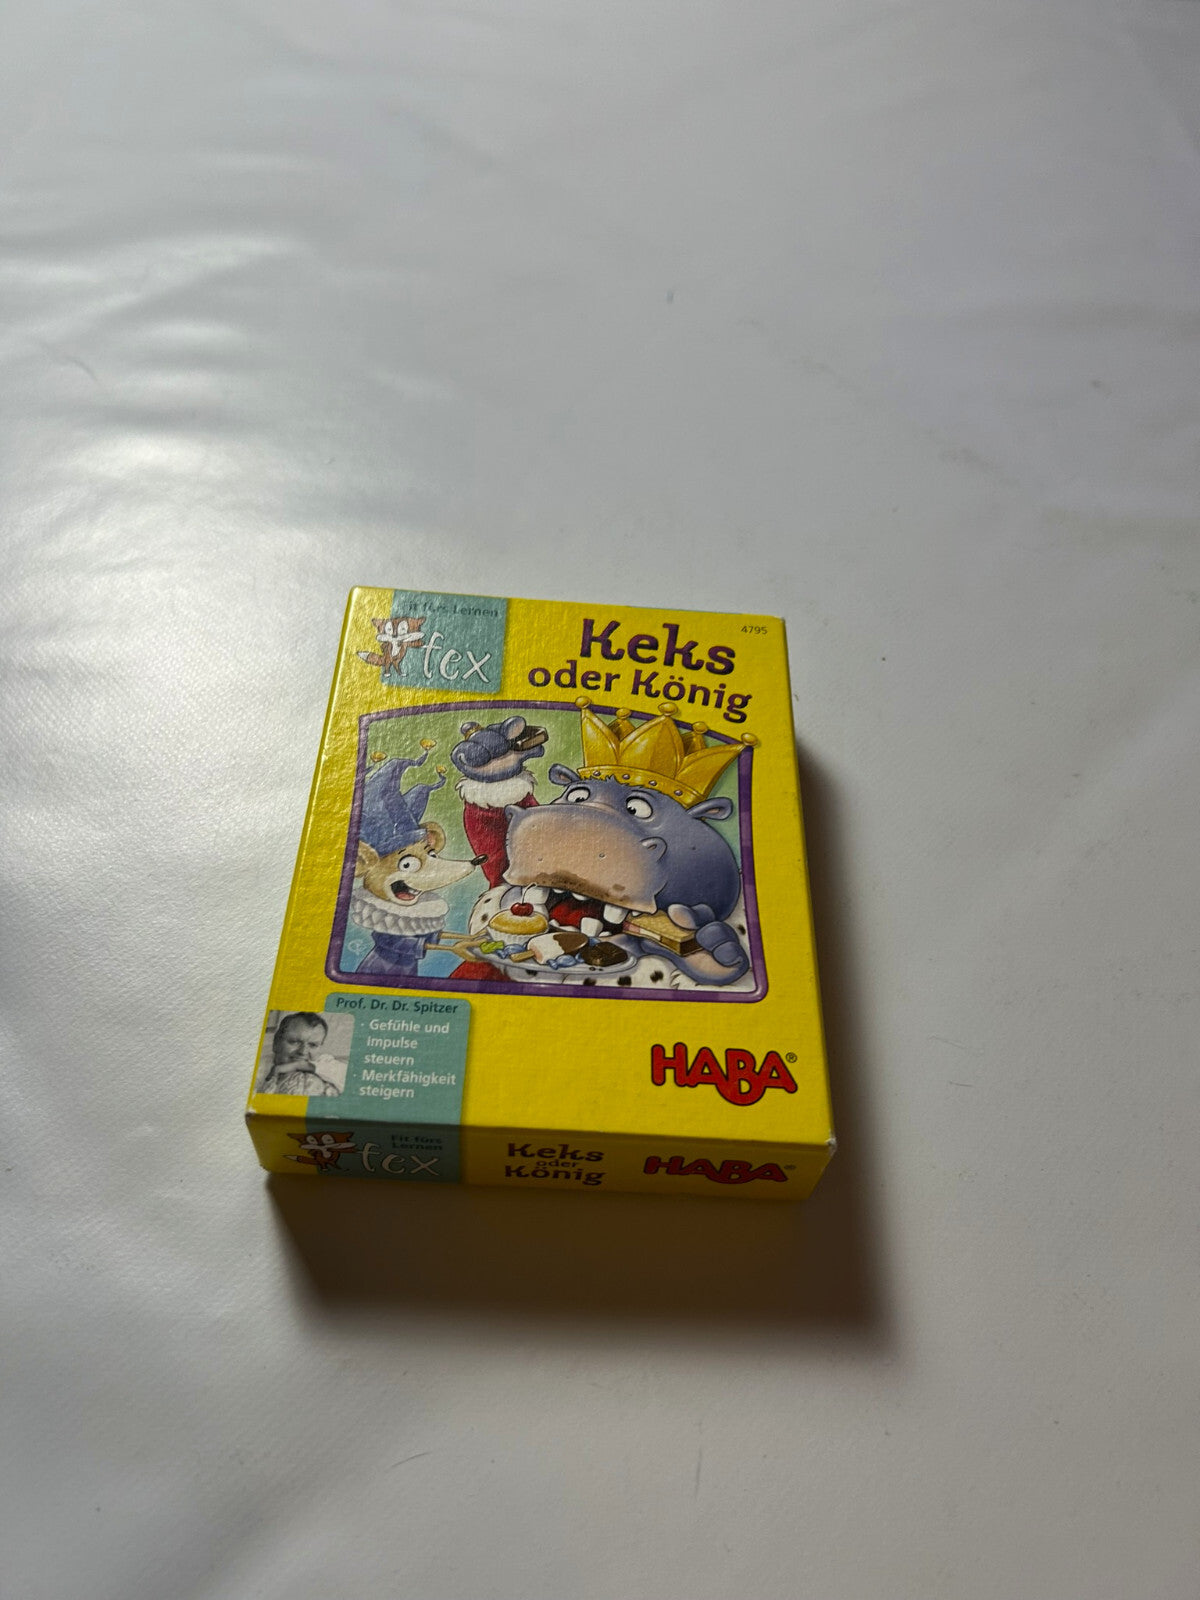 Fit fürs Lernen
fex
Keks
oder König
4795
Prof. Dr. Dr. Spitzer
· Gefühle und
Impulse
steuern
· Merkfähigkeit
steigern
HABA®
Fit fürs
Lernen
fex
Keks
oder
König
HABA®